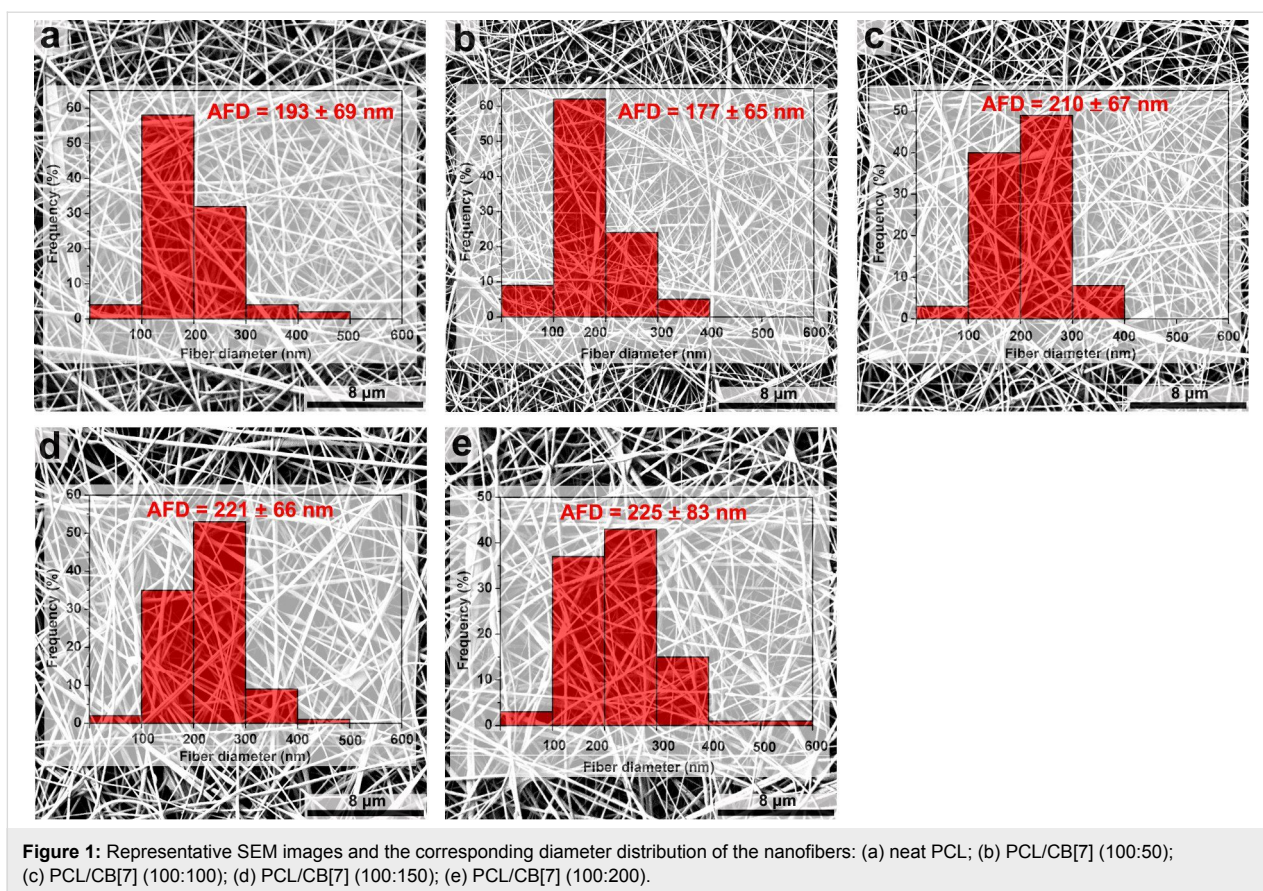 a
AFD = 193 ± 69 nm
Frequency (%)
60
50
40
30
20
10
0
100 200 300 400 500 600
Fiber diameter (nm)
8 µm
b
AFD = 177 ± 65 nm
Frequency (%)
60
50
40
30
20
10
0
100 200 300 400 500 600
Fiber diameter (nm)
8 µm
c
AFD = 210 ± 67 nm
Frequency (%)
50
40
30
20
10
0
100 200 300 400 500 600
Fiber diameter (nm)
8 µm
d
AFD = 221 ± 66 nm
Frequency (%)
60
50
40
30
20
10
0
100 200 300 400 500 600
Fiber diameter (nm)
8 µm
e
AFD = 225 ± 83 nm
Frequency (%)
50
40
30
20
10
0
100 200 300 400 500 600
Fiber diameter (nm)
8 µm
Figure 1: Representative SEM images and the corresponding diameter distribution of the nanofibers: (a) neat PCL; (b) PCL/CB[7] (100:50);
(c) PCL/CB[7] (100:100); (d) PCL/CB[7] (100:150); (e) PCL/CB[7] (100:200).